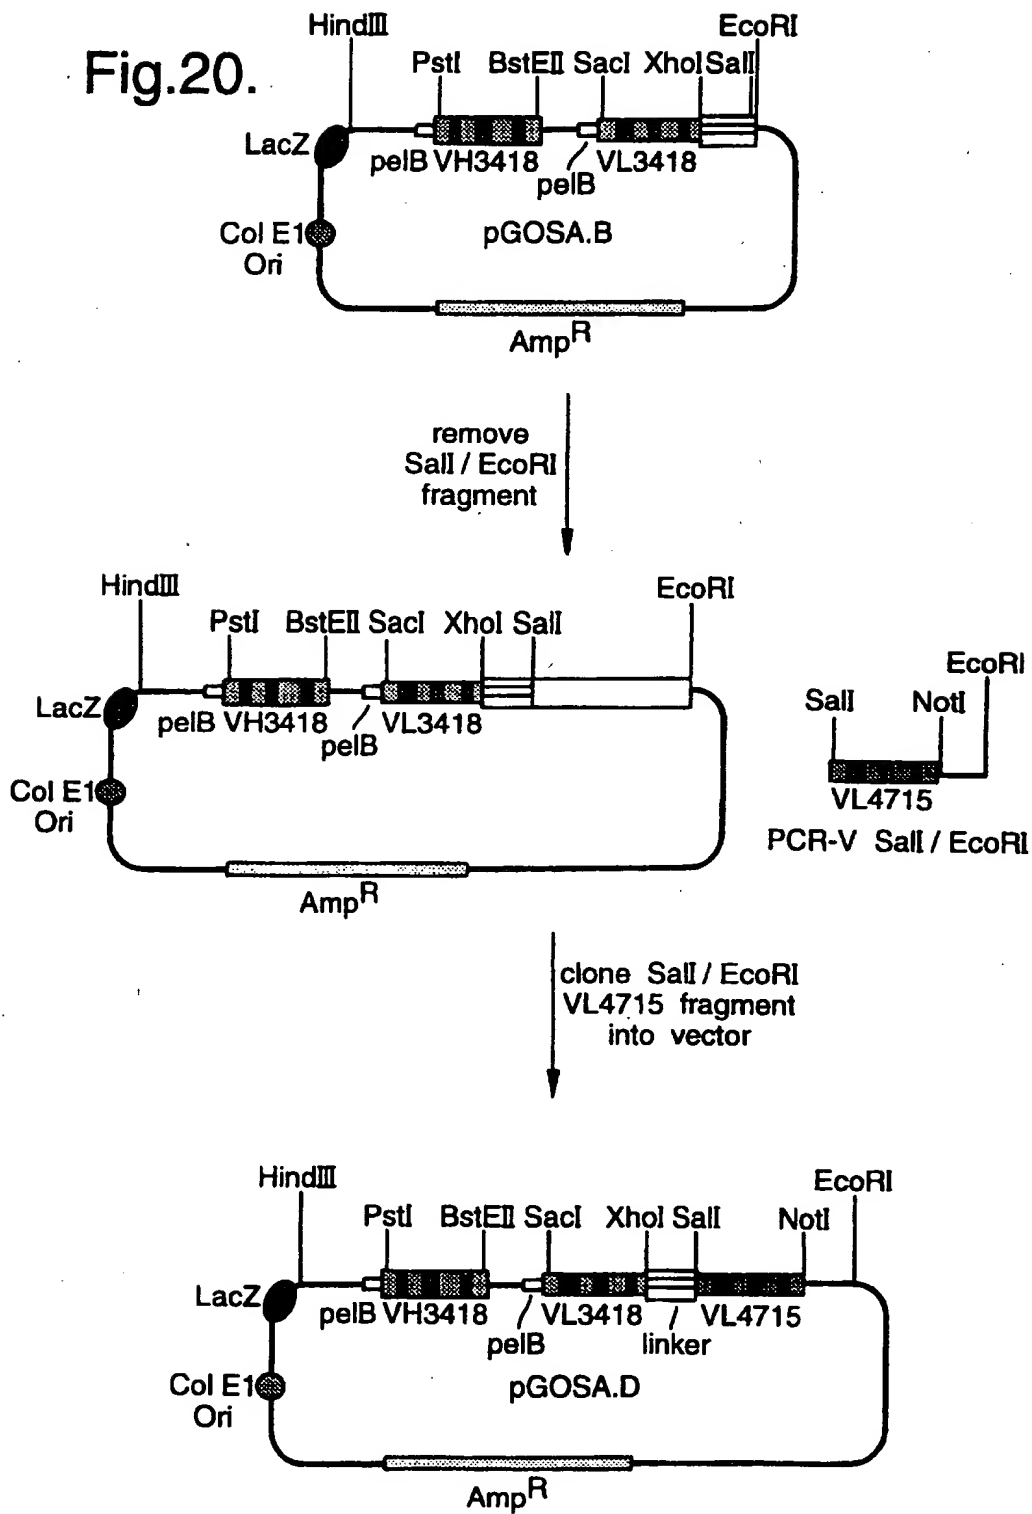 Fig.20.
HindIII
EcoRI
PstI BstEII SacI XhoI SalI
LacZ
pelB VH3418
pelB
VL3418
Col E1
Ori
pGOSA.B
Amp^R
remove
SalI / EcoRI
fragment
HindIII
EcoRI
PstI BstEII SacI XhoI SalI
LacZ
pelB VH3418
pelB
VL3418
Col E1
Ori
Amp^R
EcoRI
SalI NotI
VL4715
PCR-V SalI / EcoRI
clone SalI / EcoRI
VL4715 fragment
into vector
HindIII
EcoRI
PstI BstEII SacI XhoI SalI NotI
LacZ
pelB VH3418
pelB
VL3418
linker
VL4715
Col E1
Ori
pGOSA.D
Amp^R